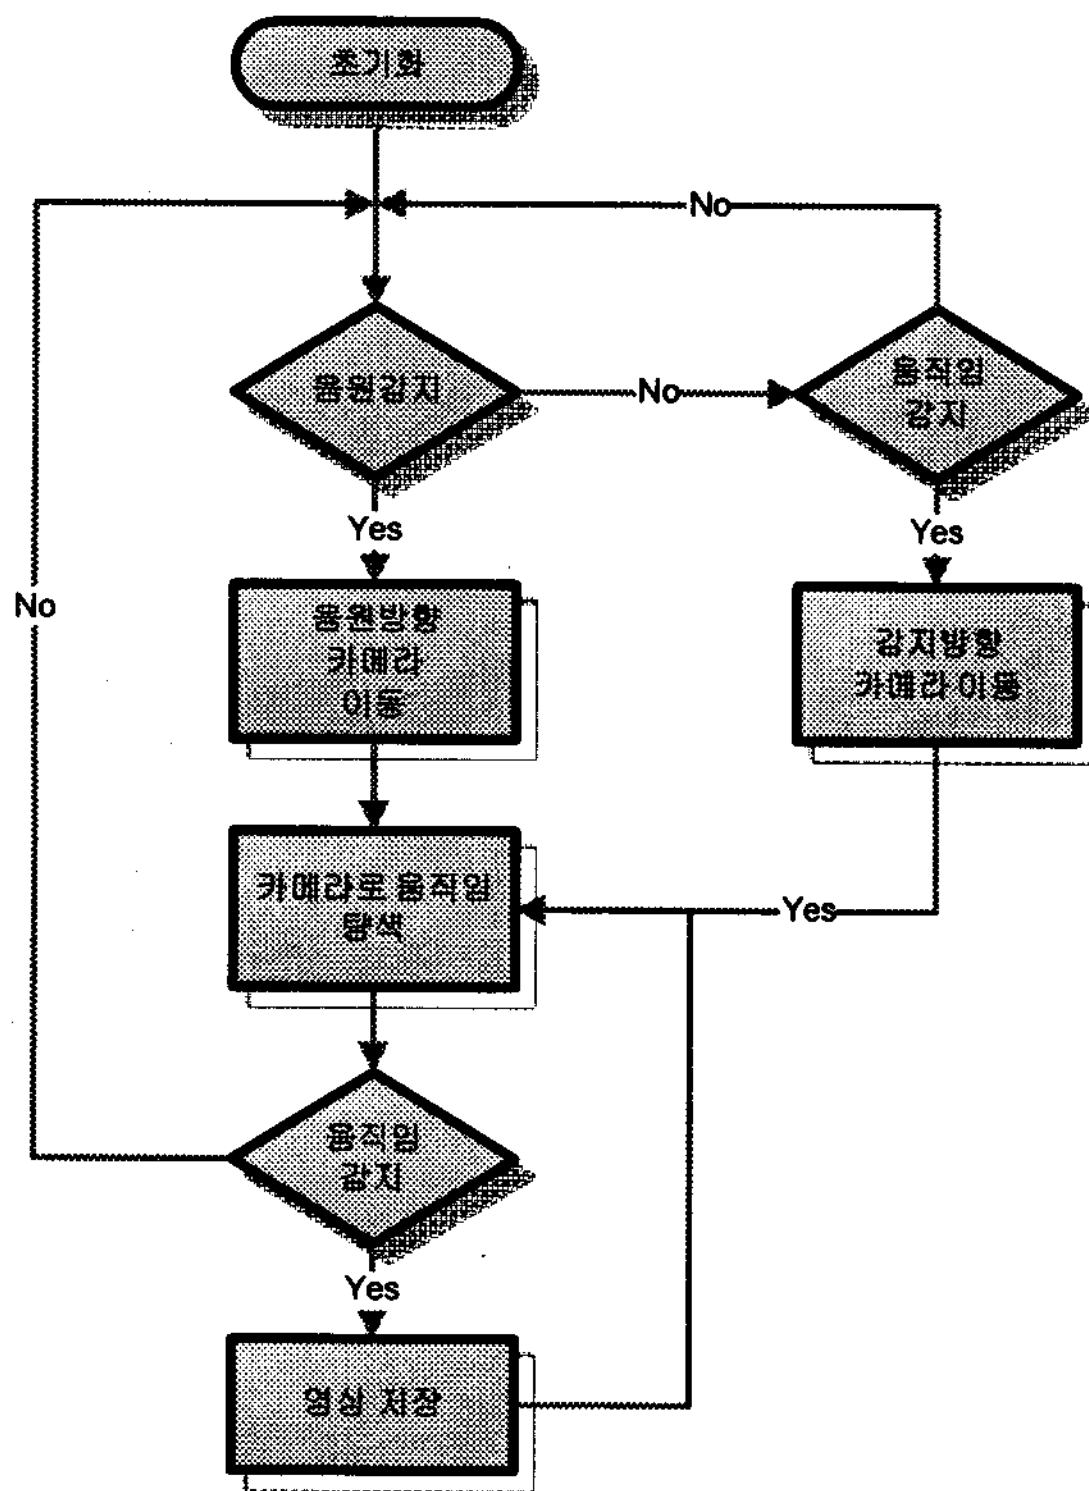 초기화
No
음원감지
No
움직임
감지
Yes
Yes
No
음원방향
카메라
이동
감지방향
카메라 이동
카메라로 움직임
탐색
Yes
움직임
감지
Yes
영상 저장